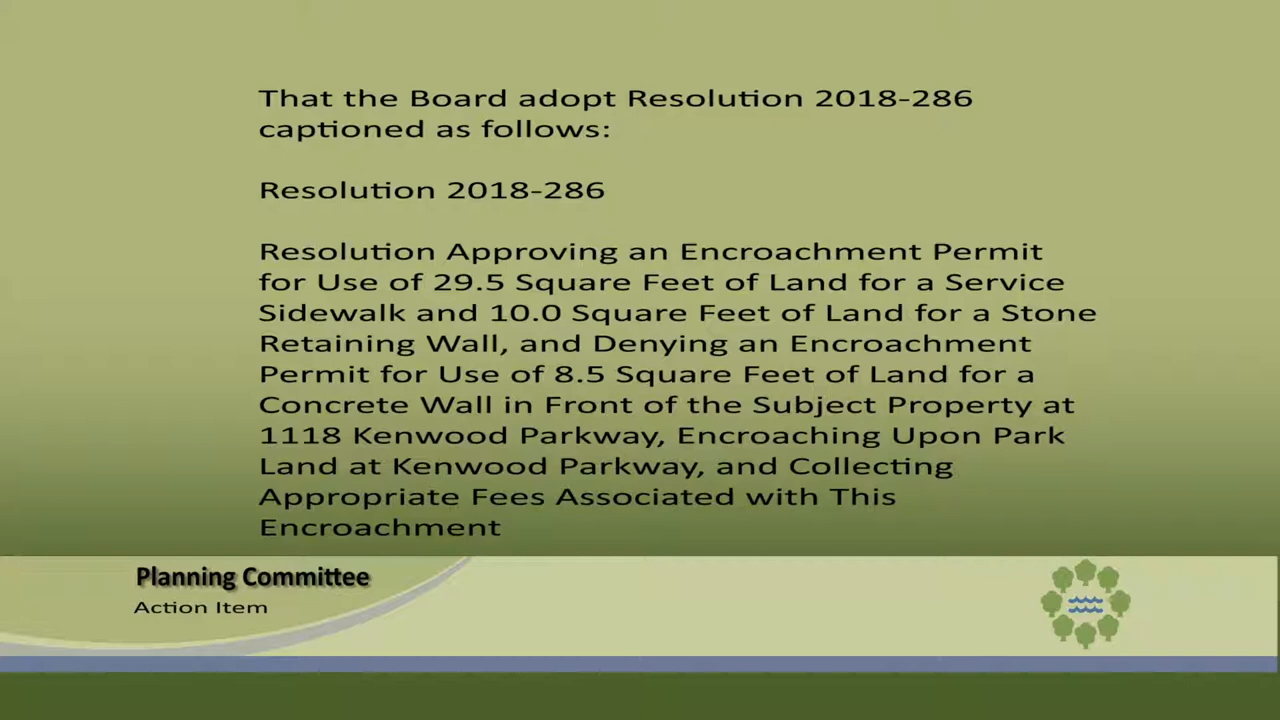 That the Board adopt Resolution 2018-286
captioned as follows:
Resolution 2018-286
Resolution Approving an Encroachment Permit
for Use of 29.5 Square Feet of Land for a Service
Sidewalk and 10.0 Square Feet of Land for a Stone
Retaining Wall, and Denying an Encroachment
Permit for Use of 8.5 Square Feet of Land for a
Concrete Wall in Front of the Subject Property at
1118 Kenwood Parkway, Encroaching Upon Park
Land at Kenwood Parkway, and Collecting
Appropriate Fees Associated with This
Encroachment
Planning Committee
Action Item